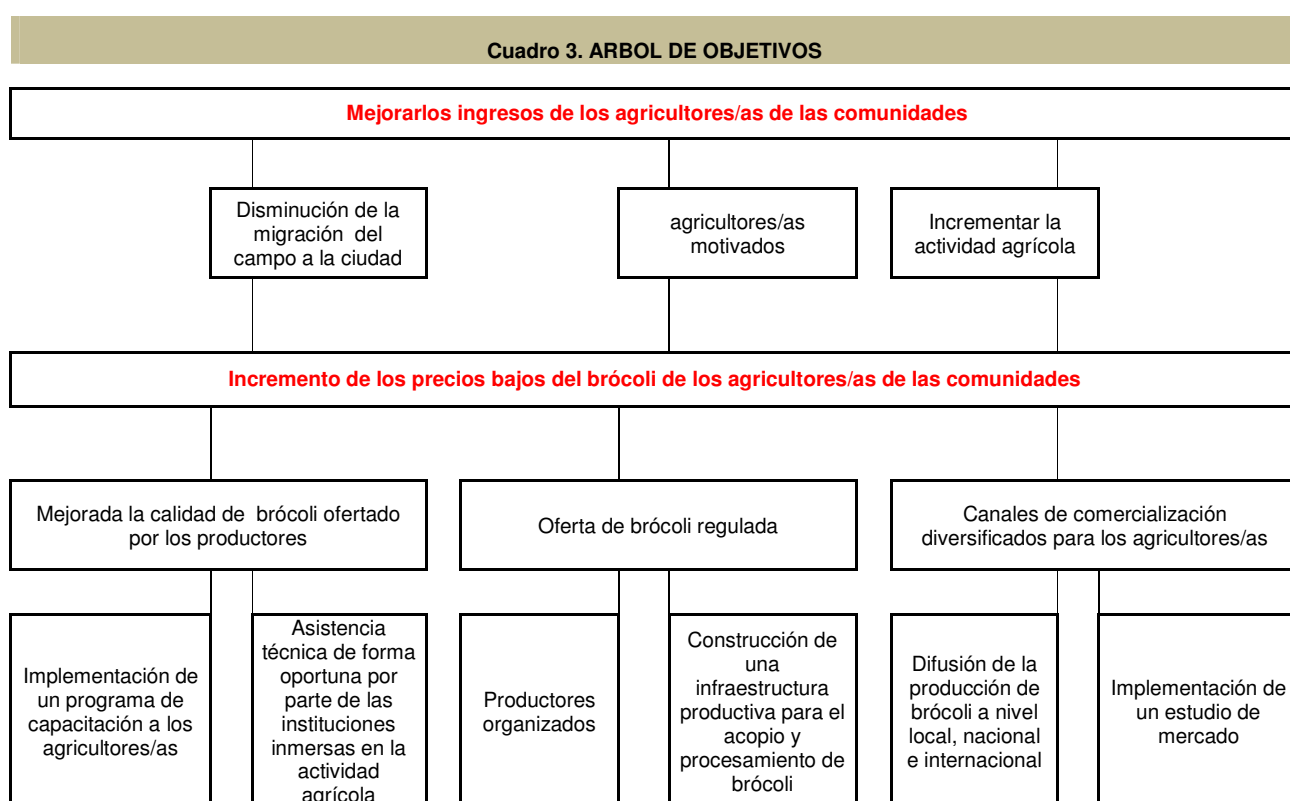 Cuadro 3. ARBOL DE OBJETIVOS
Mejorarlos ingresos de los agricultores/as de las comunidades
Disminución de la
migración del
campo a la ciudad
agricultores/as
motivados
Incrementar la
actividad agrícola
Incremento de los precios bajos del brócoli de los agricultores/as de las comunidades
Mejorada la calidad de brócoli ofertado
por los productores
Oferta de brócoli regulada
Canales de comercialización
diversificados para los agricultores/as
Implementación de
un programa de
capacitación a los
agricultores/as
Asistencia
técnica de forma
oportuna por
parte de las
instituciones
inmersas en la
actividad
agrícola
Productores
organizados
Construcción de
una
infraestructura
productiva para el
acopio y
procesamiento de
brócoli
Difusión de la
producción de
brócoli a nivel
local, nacional
e internacional
Implementación de
un estudio de
mercado